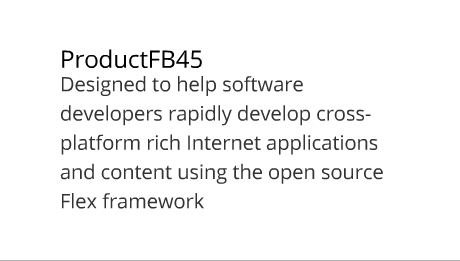 ProductFB45
Designed to help software
developers rapidly develop cross-
platform rich Internet applications
and content using the open source
Flex framework